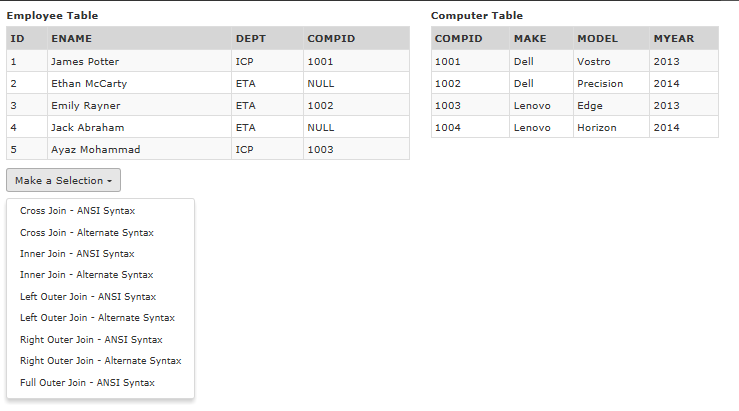 Employee Table
ID ENAME DEPT COMPID
1 James Potter ICP 1001
2 Ethan McCarty ETA NULL
3 Emily Rayner ETA 1002
4 Jack Abraham ETA NULL
5 Ayaz Mohammad ICP 1003
Computer Table
COMPID MAKE MODEL MYEAR
1001 Dell Vostro 2013
1002 Dell Precision 2014
1003 Lenovo Edge 2013
1004 Lenovo Horizon 2014
Make a Selection
Cross Join - ANSI Syntax
Cross Join - Alternate Syntax
Inner Join - ANSI Syntax
Inner Join - Alternate Syntax
Left Outer Join - ANSI Syntax
Left Outer Join - Alternate Syntax
Right Outer Join - ANSI Syntax
Right Outer Join - Alternate Syntax
Full Outer Join - ANSI Syntax